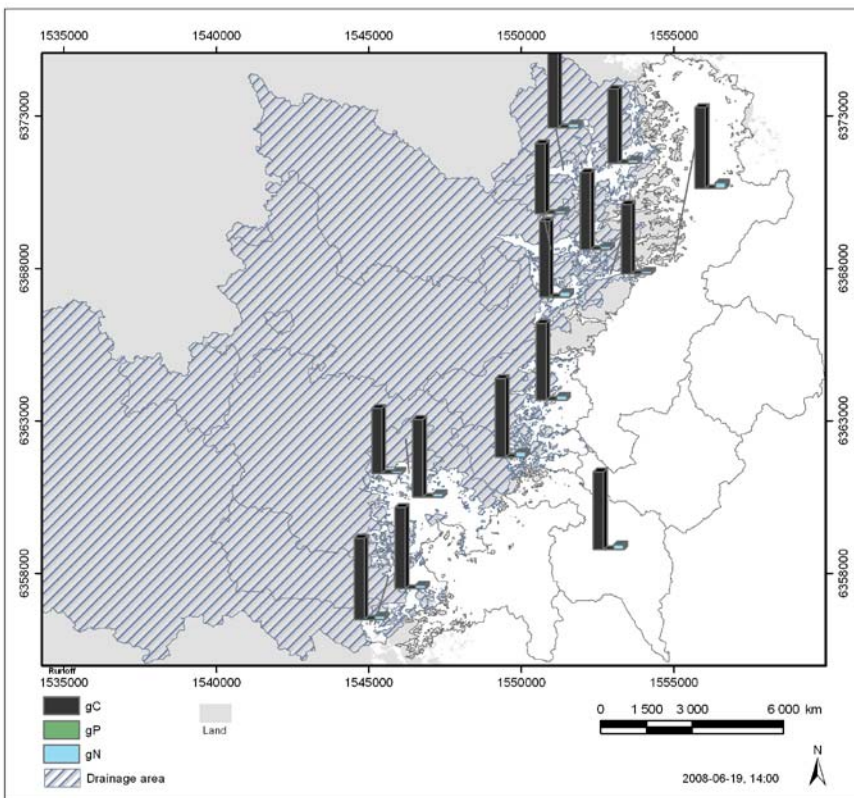 1535000 1540000 1545000 1550000 1555000
6373000 6373000
6368000 6368000
6363000 6363000
6358000 6358000
1535000 1540000 1545000 1550000 1555000
gC
gP
gN
Drainage area
Land
0 1 500 3 000 6 000 km
N
2008-06-19, 14:00